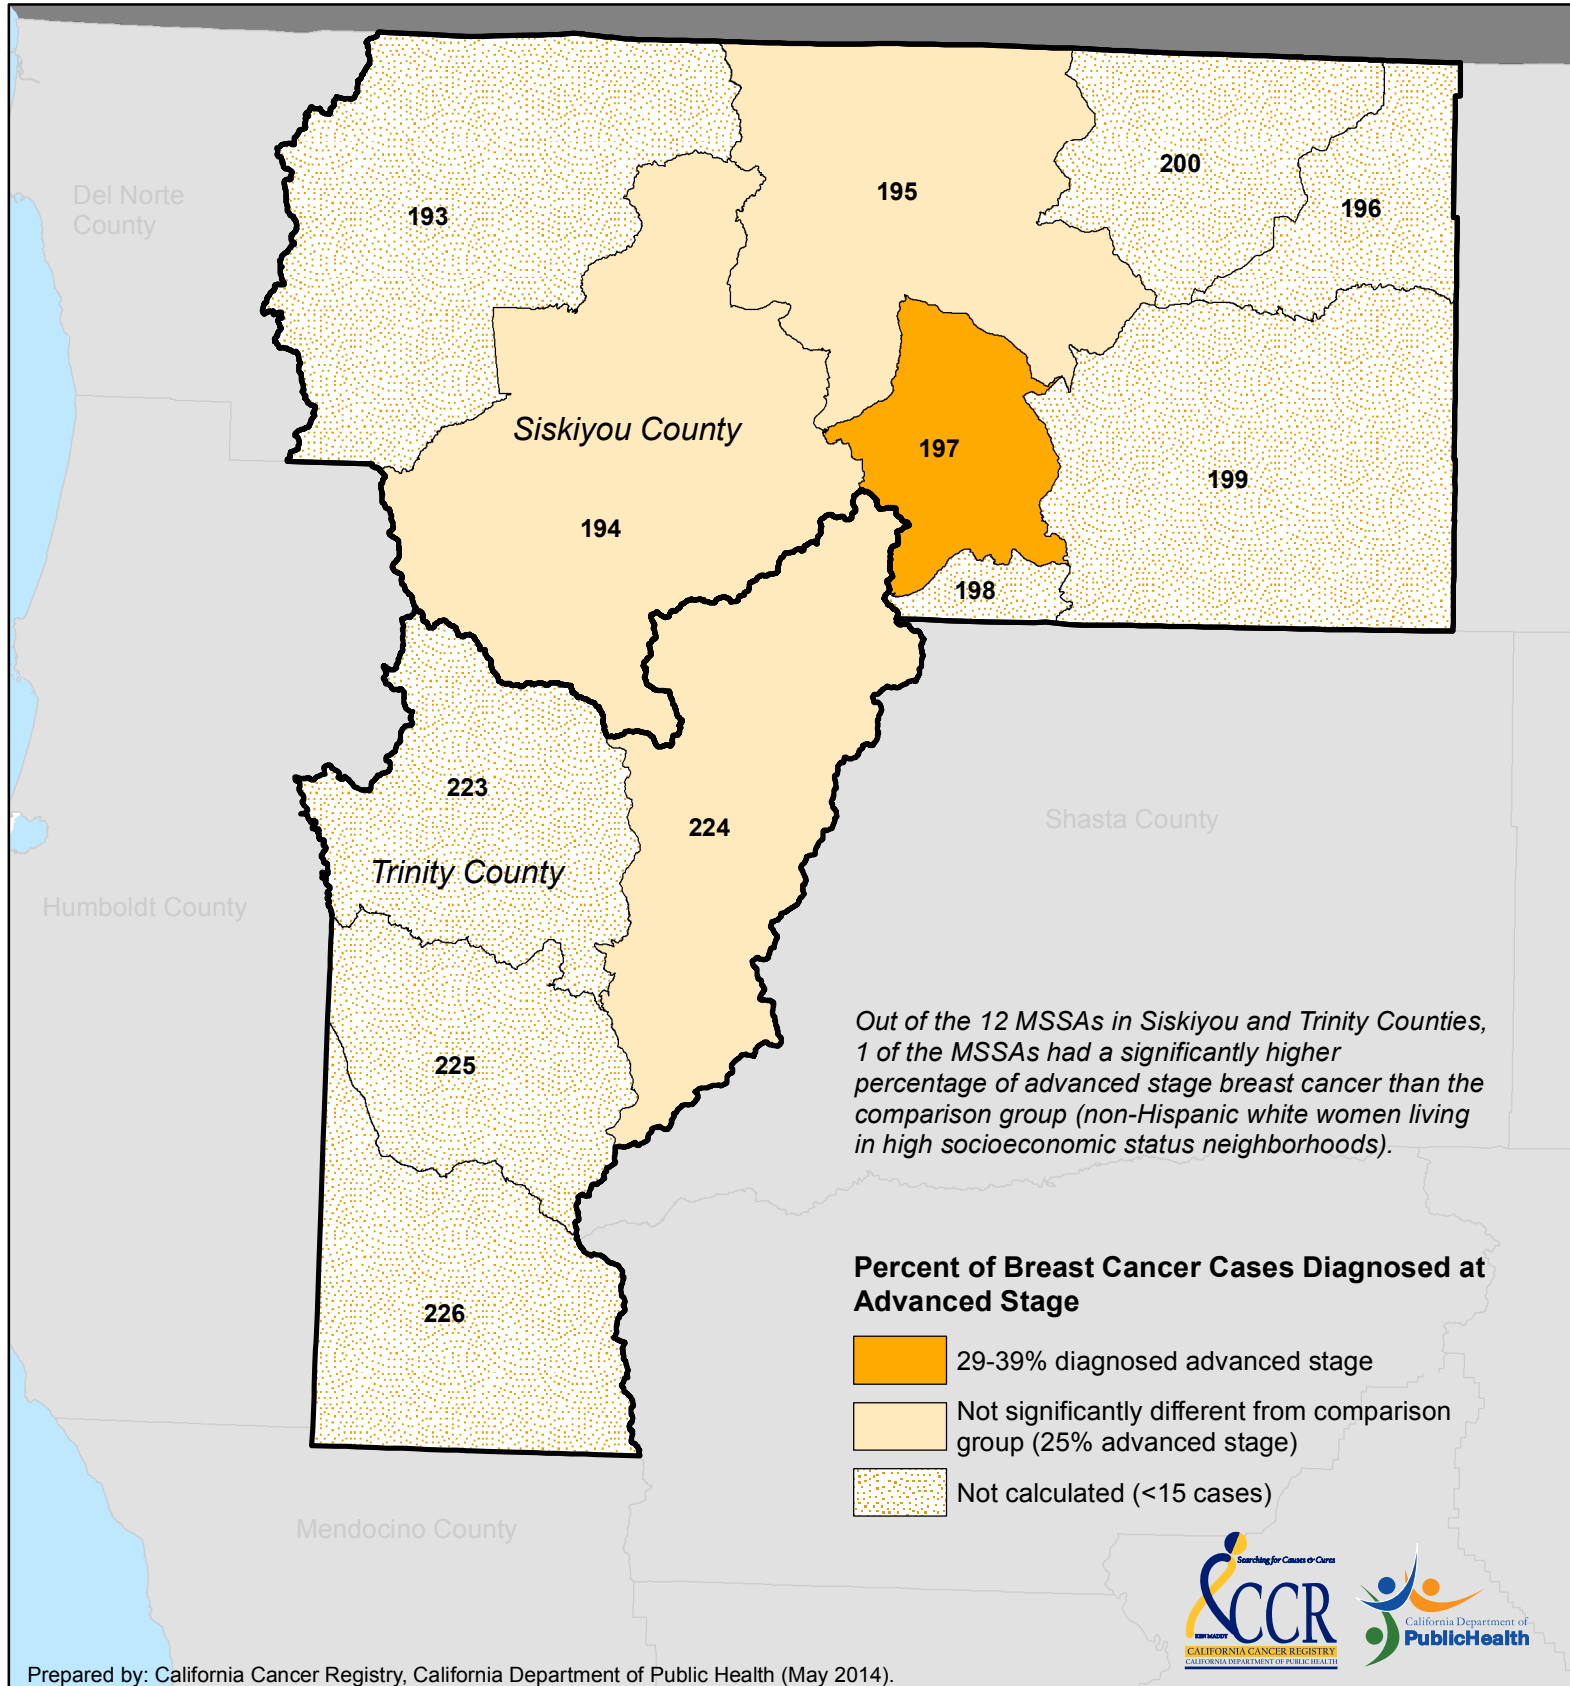 Del Norte
County
193
195
200
196
Siskiyou County
197
199
194
198
223
224
Shasta County
Trinity County
Humboldt County
225
Out of the 12 MSSAs in Siskiyou and Trinity Counties,
1 of the MSSAs had a significantly higher
percentage of advanced stage breast cancer than the
comparison group (non-Hispanic white women living
in high socioeconomic status neighborhoods).
226
Percent of Breast Cancer Cases Diagnosed at
Advanced Stage
29-39% diagnosed advanced stage
Not significantly different from comparison
group (25% advanced stage)
Not calculated (<15 cases)
Mendocino County
Searching for Causes & Cures
CCR
KEN MADDY
CALIFORNIA CANCER REGISTRY
CALIFORNIA DEPARTMENT OF PUBLIC HEALTH
California Department of
PublicHealth
Prepared by: California Cancer Registry, California Department of Public Health (May 2014).